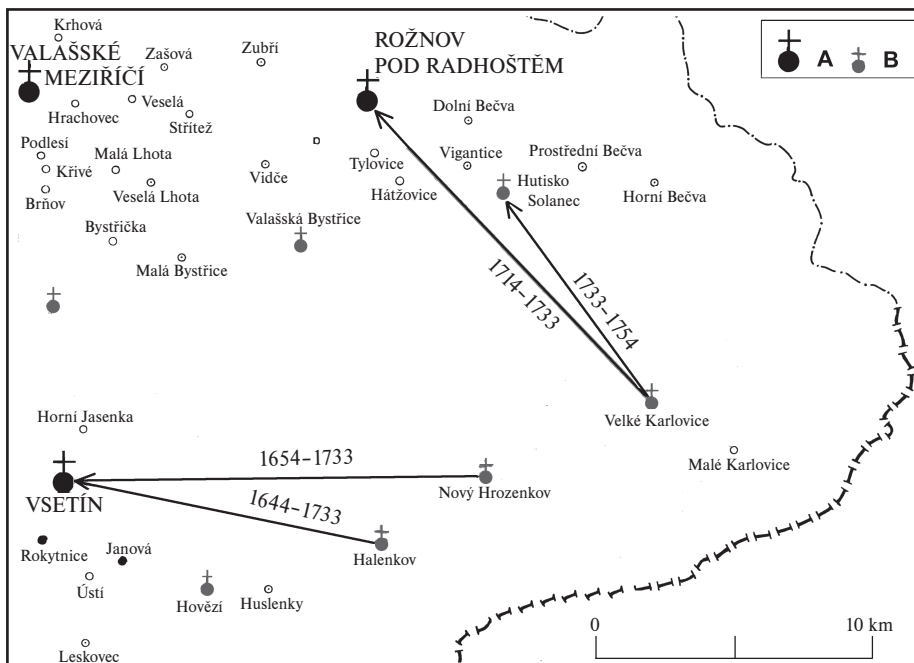 Krhová
VALAŠSKÉ
MEZIŘÍČÍ
Zašová
Zubří
ROŽNOV
POD RADHOŠTĚM
A
B
Hrachovec
Veselá
Střítež
Dolní Bečva
Podlesí
Křivé
Brňov
Malá Lhota
Veselá Lhota
Vidče
Tylovice
Hážovice
Vigantice
Prostřední Bečva
Hutisko
Solanec
Horní Bečva
Bystřička
Valašská Bystřice
Malá Bystřice
1714–1733
1733–1754
Velké Karlovice
Malé Karlovice
Horní Jasenka
VSETÍN
1654–1733
1644–1733
Nový Hrozenkov
Halenkov
Rokytnice
Janová
Ústí
Hovězí
Huslenky
Leskovec
0
10 km